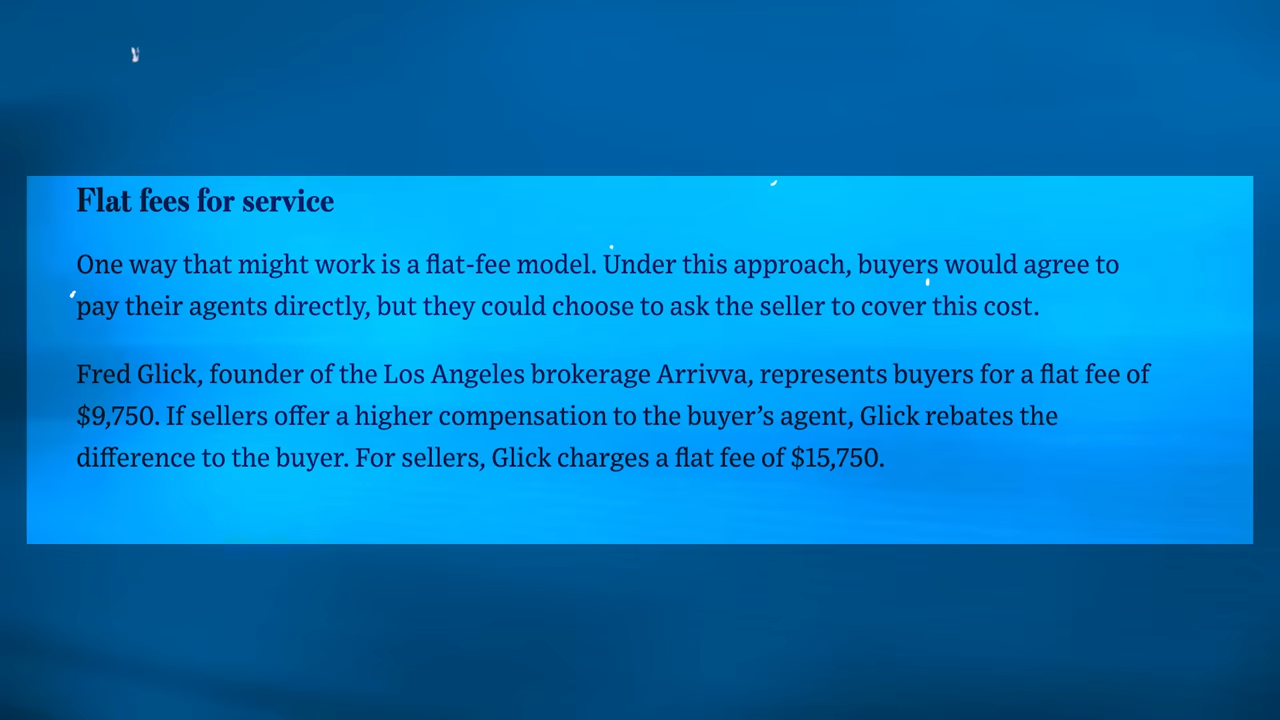 Flat fees for service
One way that might work is a flat-fee model. Under this approach, buyers would agree to
pay their agents directly, but they could choose to ask the seller to cover this cost.
Fred Glick, founder of the Los Angeles brokerage Arrivva, represents buyers for a flat fee of
$9,750. If sellers offer a higher compensation to the buyer’s agent, Glick rebates the
difference to the buyer. For sellers, Glick charges a flat fee of $15,750.